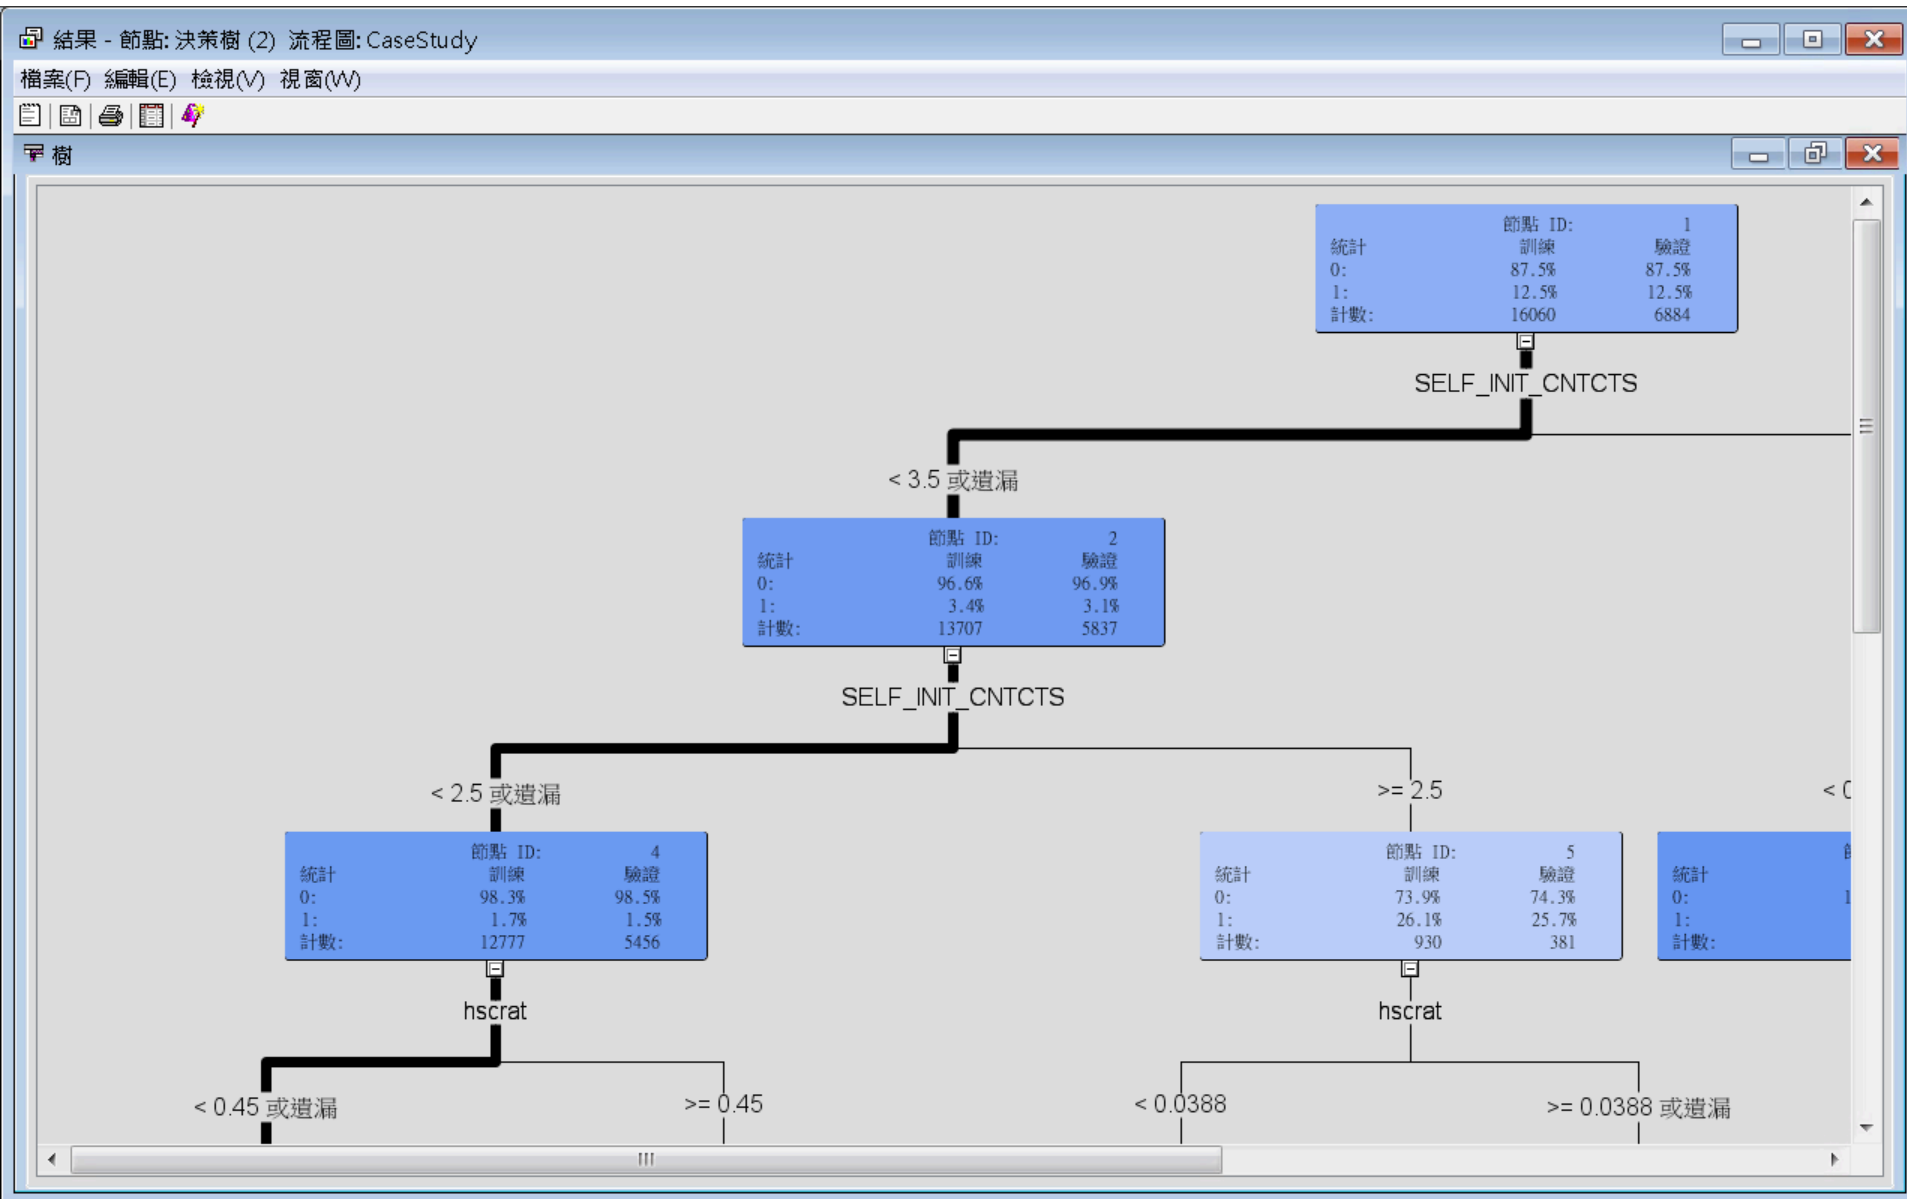 結果 - 節點: 決策樹 (2) 流程圖: CaseStudy
檔案(F) 編輯(E) 檢視(V) 視窗(W)
樹
節點 ID: 1
統計 訓練 驗證
0: 87.5% 87.5%
1: 12.5% 12.5%
計數: 16060 6884
SELF_INIT_CNTCTS
< 3.5 或遺漏
節點 ID: 2
統計 訓練 驗證
0: 96.6% 96.9%
1: 3.4% 3.1%
計數: 13707 5837
SELF_INIT_CNTCTS
< 2.5 或遺漏
>= 2.5
節點 ID: 4
統計 訓練 驗證
0: 98.3% 98.5%
1: 1.7% 1.5%
計數: 12777 5456
節點 ID: 5
統計 訓練 驗證
0: 73.9% 74.3%
1: 26.1% 25.7%
計數: 930 381
統計
0:
1:
計數:
hscrat
hscrat
< 0.45 或遺漏
>= 0.45
< 0.0388
>= 0.0388 或遺漏